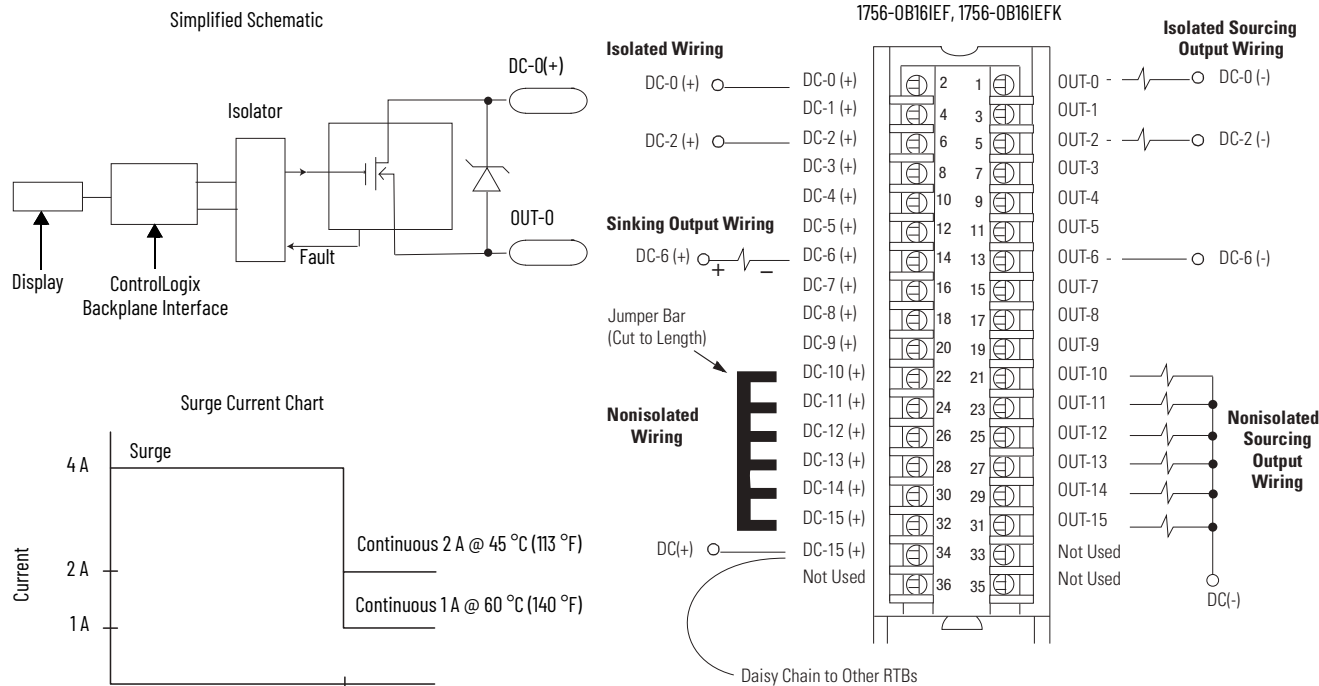 Simplified Schematic
DC-0(+)
Isolator
OUT-0
Fault
Display
ControlLogix
Backplane Interface
Surge Current Chart
Surge
4 A
Continuous 2 A @ 45 °C (113 °F)
2 A
Continuous 1 A @ 60 °C (140 °F)
1 A
Current
1756-OB16IEF, 1756-OB16IEFK
Isolated Wiring
Isolated Sourcing
Output Wiring
DC-0 (+) DC-0 (+) 2 1 OUT-0 DC-0 (-)
DC-1 (+) 4 3 OUT-1
DC-2 (+) DC-2 (+) 6 5 OUT-2 DC-2 (-)
DC-3 (+) 8 7 OUT-3
DC-4 (+) 10 9 OUT-4
Sinking Output Wiring
DC-5 (+) 12 11 OUT-5
DC-6 (+) + – DC-6 (+) 14 13 OUT-6 DC-6 (-)
DC-7 (+) 16 15 OUT-7
DC-8 (+) 18 17 OUT-8
DC-9 (+) 20 19 OUT-9
Jumper Bar
(Cut to Length)
DC-10 (+) 22 21 OUT-10
DC-11 (+) 24 23 OUT-11
DC-12 (+) 26 25 OUT-12
DC-13 (+) 28 27 OUT-13
DC-14 (+) 30 29 OUT-14
DC-15 (+) 32 31 OUT-15
Nonisolated
Wiring
Nonisolated
Sourcing
Output
Wiring
DC(+) DC-15 (+) 34 33 Not Used
Not Used 36 35 Not Used
DC(-)
Daisy Chain to Other RTBs